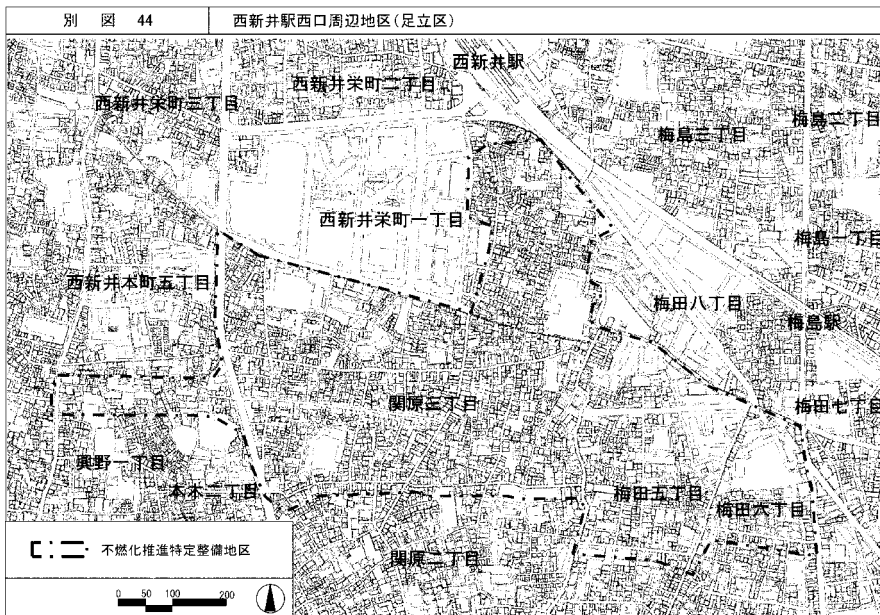 別 図 44
西新井駅西口周辺地区(足立区)
西新井駅
西新井栄町二丁目
西新井栄町三丁目
梅島三丁目
梅島二丁目
西新井栄町一丁目
梅島一丁目
西新井本町五丁目
梅田八丁目
梅島駅
関原三丁目
梅田七丁目
興野一丁目
本木二丁目
梅田五丁目
梅田六丁目
関原二丁目
不燃化推進特定整備地区
0 50 100 200